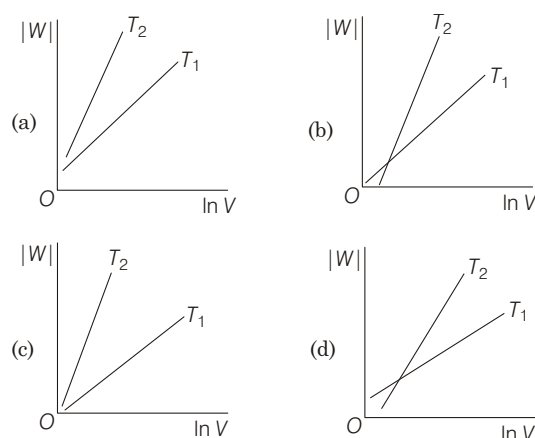 |W|
T₂
T₁
(a)
O
ln V
|W|
T₂
T₁
(b)
O
ln V
|W|
T₂
T₁
(c)
O
ln V
|W|
T₂
T₁
(d)
O
ln V